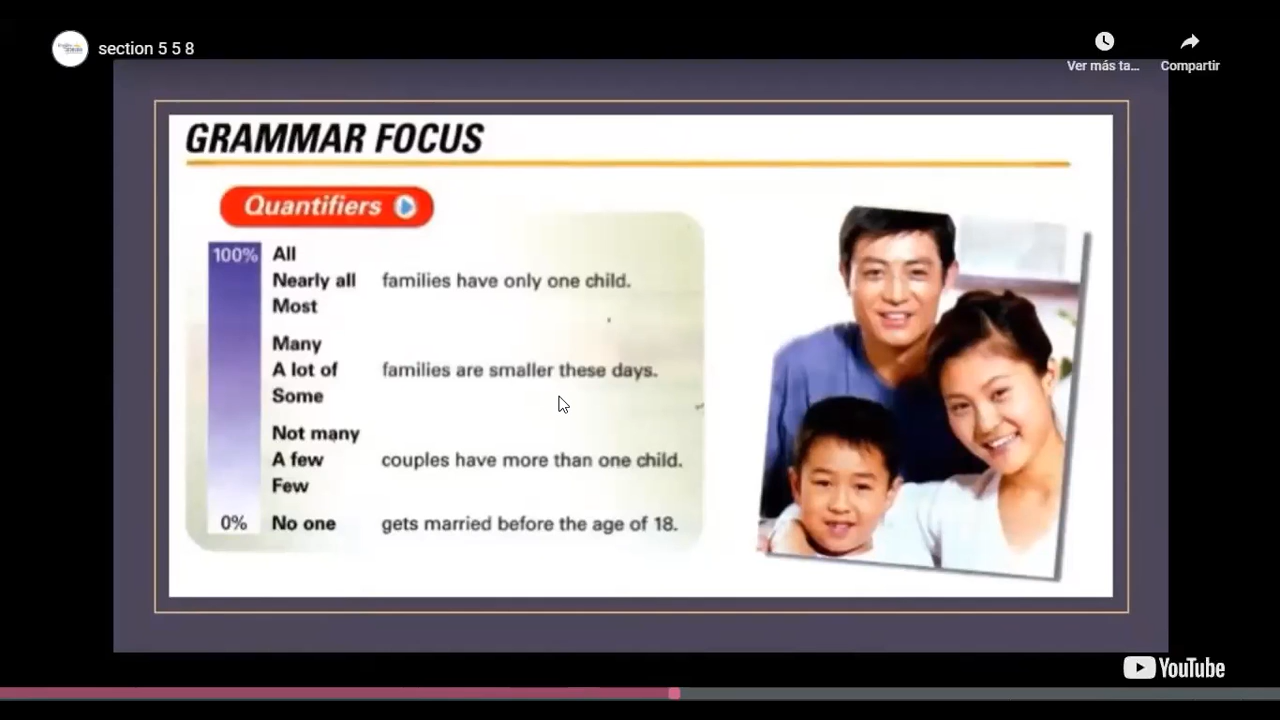 section 5 5 8
Ver más ta...
Compartir
GRAMMAR FOCUS
Quantifiers
100% All
Nearly all families have only one child.
Most
Many
A lot of families are smaller these days.
Some
Not many
A few couples have more than one child.
Few
0% No one gets married before the age of 18.
YouTube